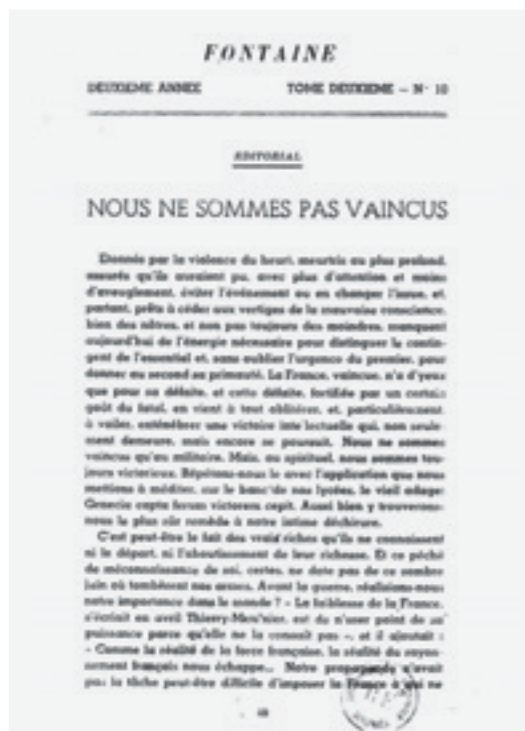 FONTAINE
DEUXIEME ANNEE TOME DEUXIEME — N° 10
EDITORIAL
NOUS NE SOMMES PAS VAINCUS
par la violence du heurt, meurtris au plus profond,
assurés qu'ils auraient pu, avec plus d'attention et moins
d'aveuglement, éviter l'événement ou en changer l'issue, et,
partant, prêts à céder aux vertiges de la mauvaise conscience,
bien des nôtres, et non pas toujours des moindres, manquent
aujourd'hui de l'énergie nécessaire pour distinguer le contin-
gent de l'essentiel et, sans oublier l'urgence du premier, pour
donner au second sa primauté. La France, vaincue, n'a d'yeux
que pour sa défaite, et cette défaite, fortifiée par un certain
goût du fatal, en vient à tout oblitérer, et, particulièrement,
à voiler, enténébrer une victoire intellectuelle qui, non seule-
ment demeure, mais encore se poursuit. Nous ne sommes
vaincus qu'au militaire. Mais, au spirituel, nous sommes tou-
jours victorieux. Répétons-nous le avec l'application que nous
mettions à méditer, sur le banc de nos lycées, le vieil adage:
Graecia capta ferum victorem cepit. Aussi bien y trouverons-
nous le plus sûr remède à notre intime déchirure.
C'est peut-être le fait des vrais riches qu'ils ne connaissent
ni le départ, ni l'aboutissement de leur richesse. Et ce péché
de méconnaissance de soi, certes, ne date pas de ce sombre
juin où tombèrent nos armes. Avant la guerre, réalisions-nous
notre importance dans le monde ? « La faiblesse de la France,
s'écriait en avril Thierry-Maulnier, est de n'user point de sa
puissance parce qu'elle ne la connaît pas », et il ajoutait :
« Comme la réalité de la force française, la réalité du rayon-
nement français nous échappe... Notre propagande n'avait
pas la tâche peut-être difficile d'imposer la France à qui ne